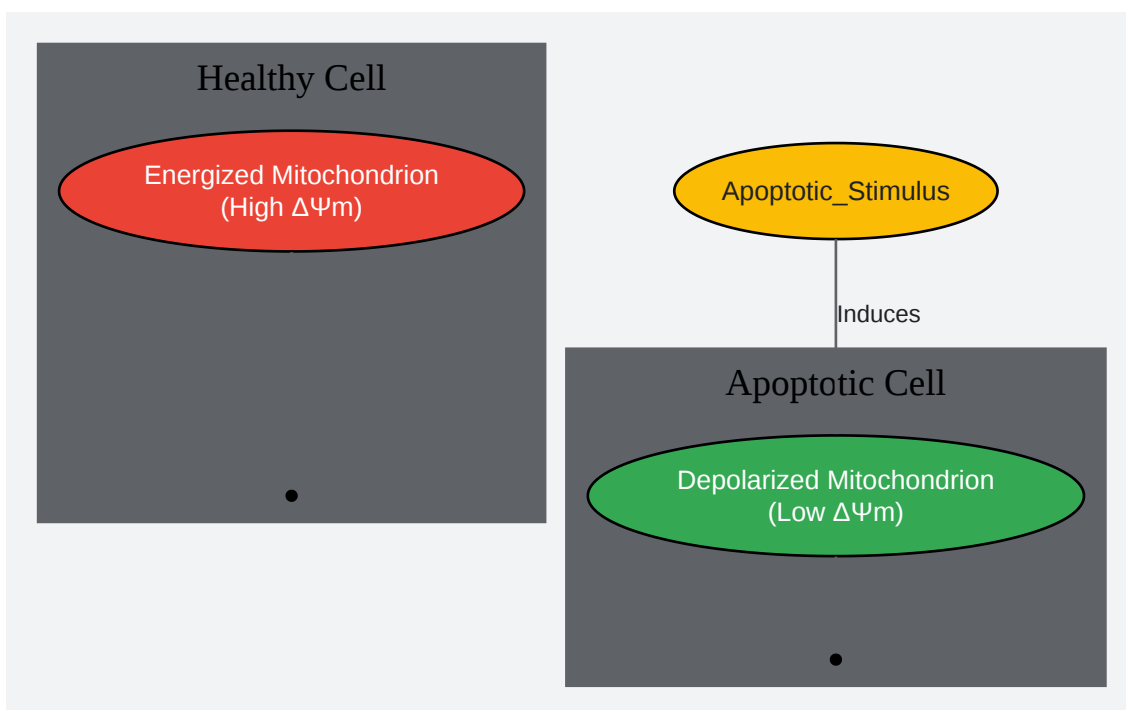 Healthy Cell
Energized Mitochondrion
(High ΔΨm)
Apoptotic_Stimulus
Induces
Apoptotic Cell
Depolarized Mitochondrion
(Low ΔΨm)